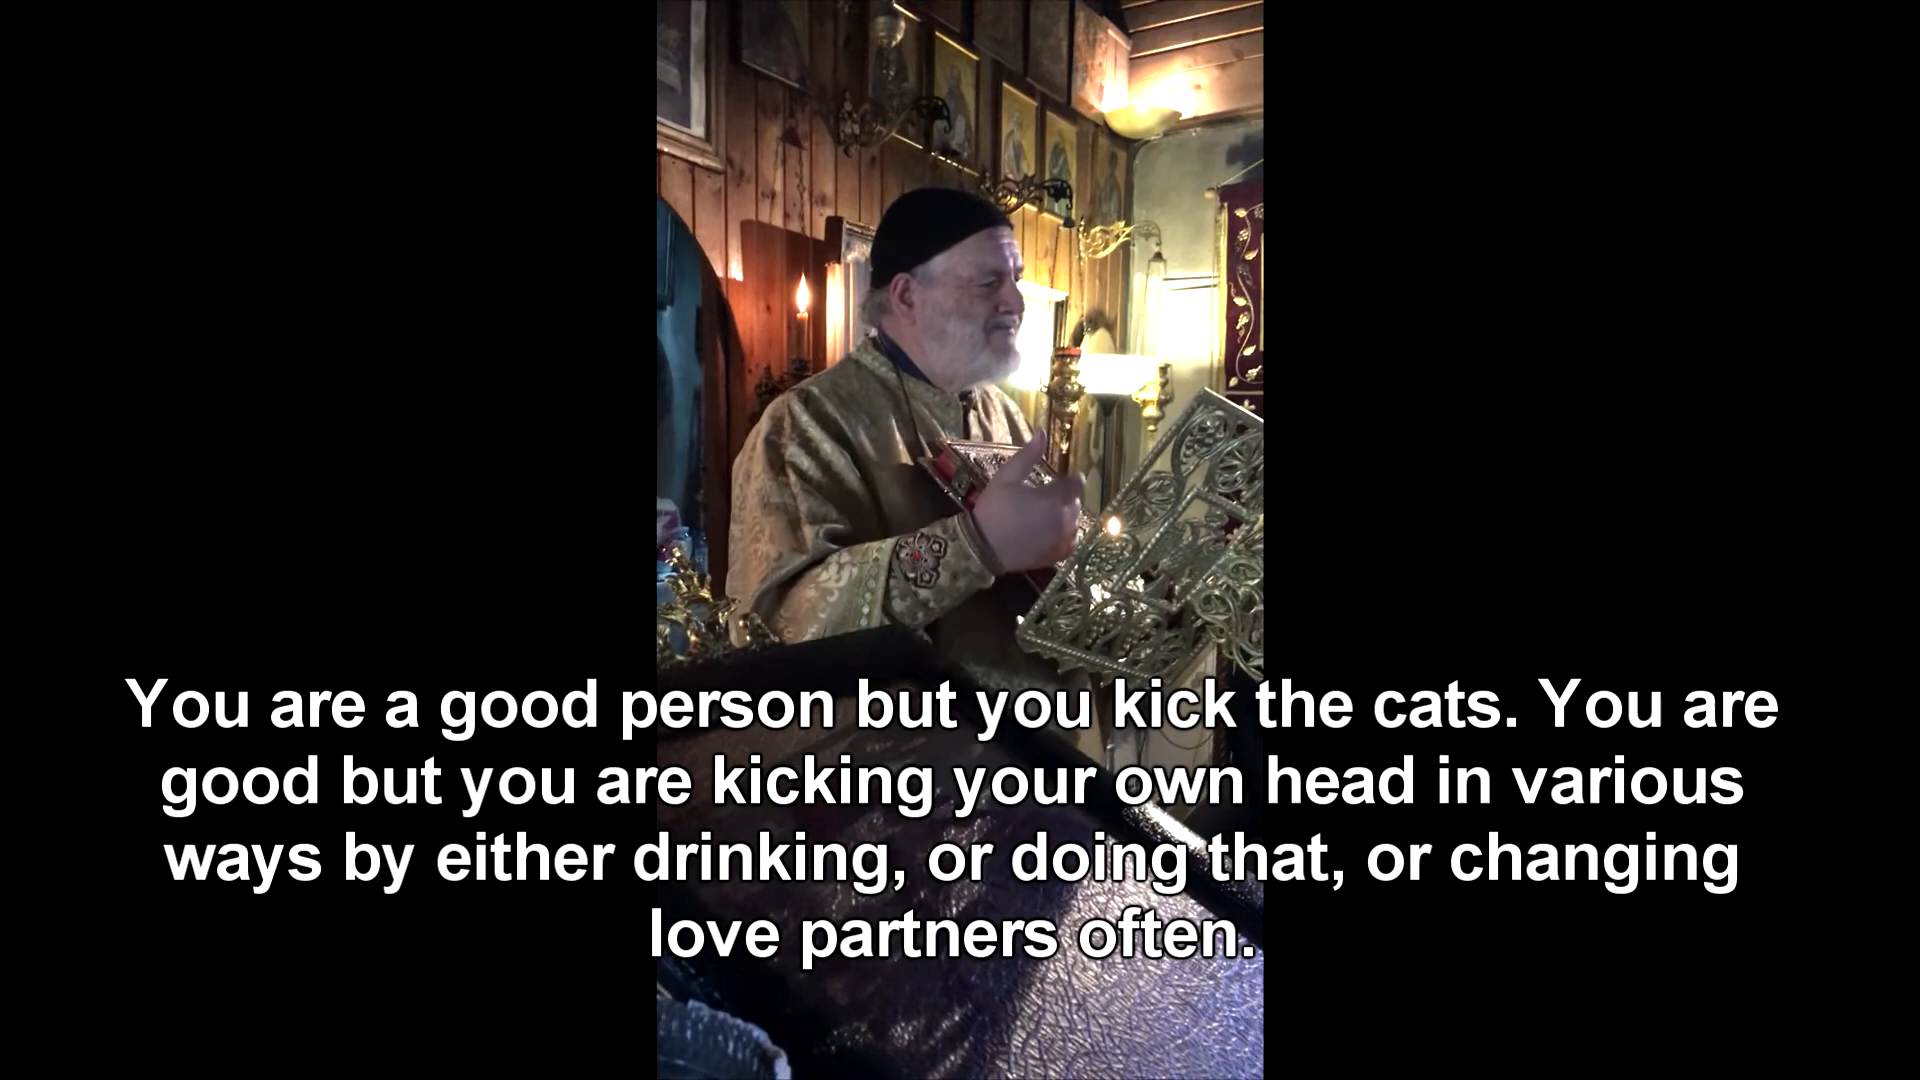 You are a good person but you kick the cats. You are
good but you are kicking your own head in various
ways by either drinking, or doing that, or changing
love partners often.